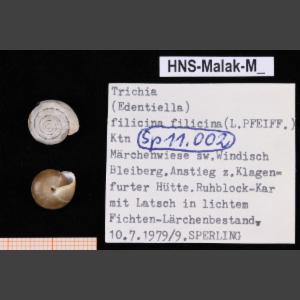 HNS-Malak-M_
Trichia
(Edentiella)
filicina filicina(L.PFEIFF.)
Ktn Sp11.002
Märchenwiese sw.Windisch
Bleiberg,Anstieg z.Klagen-
furter Hütte.Ruhblock-Kar
mit Latsch in lichtem
Fichten-Lärchenbestand,
10.7.1979/9.SPERLING